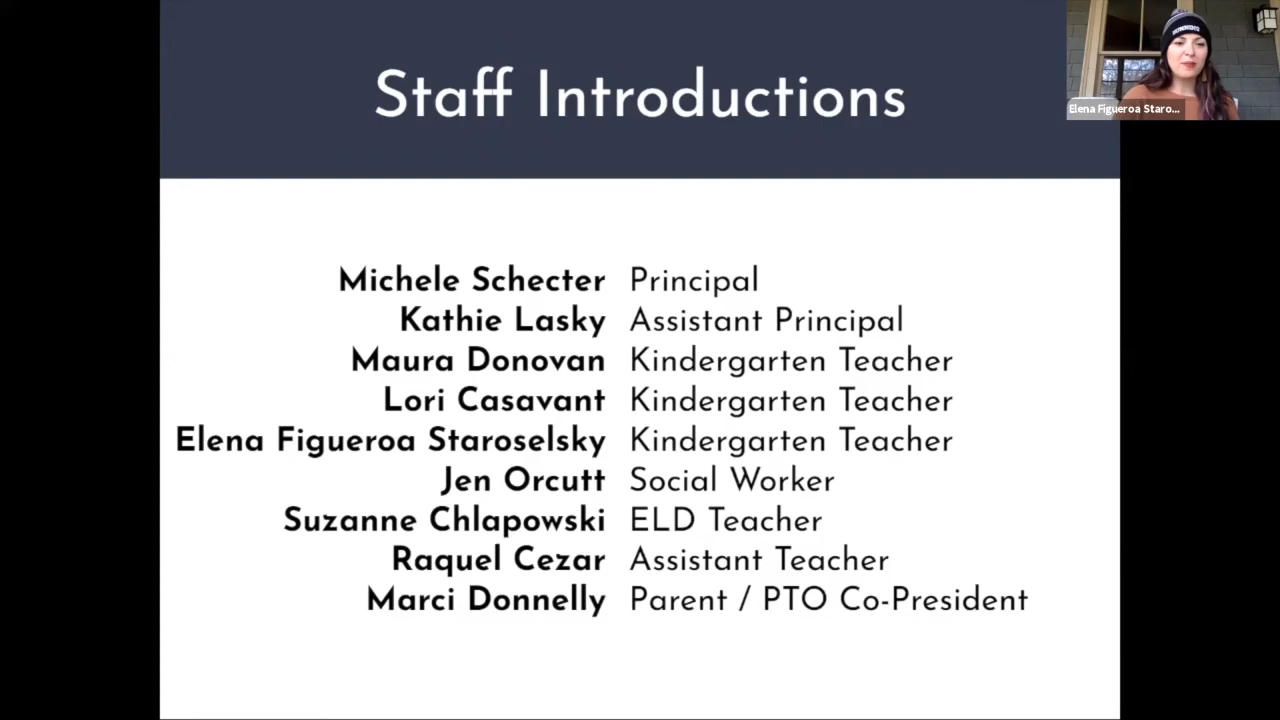 Staff Introductions
Elena Figueroa Staro...
Michele Schecter Principal
Kathie Lasky Assistant Principal
Maura Donovan Kindergarten Teacher
Lori Casavant Kindergarten Teacher
Elena Figueroa Staroselsky Kindergarten Teacher
Jen Orcutt Social Worker
Suzanne Chlapowski ELD Teacher
Raquel Cezar Assistant Teacher
Marci Donnelly Parent / PTO Co-President